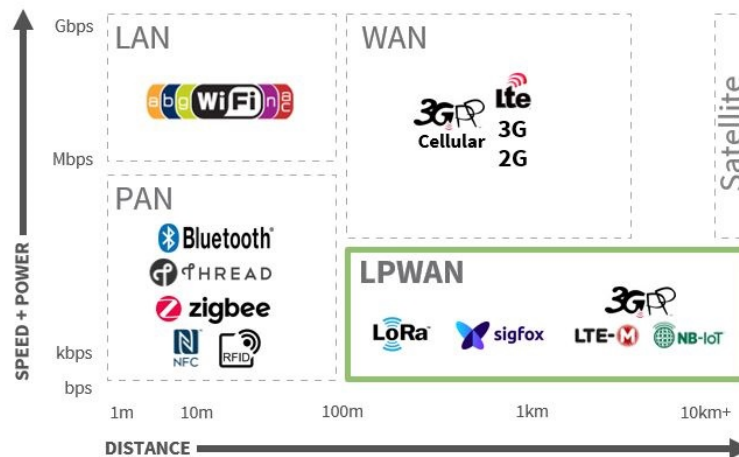 Gbps
Mbps
kbps
bps
SPEED + POWER
LAN
a b g WiFi n ac
WAN
3GPP
Cellular
Lte
3G
2G
Satellite
PAN
Bluetooth®
THREAD
zigbee
N
NFC
RFID
LPWAN
LoRa™
sigfox
3GPP
LTE-M
NB-IoT
1m 10m 100m 1km 10km+
DISTANCE